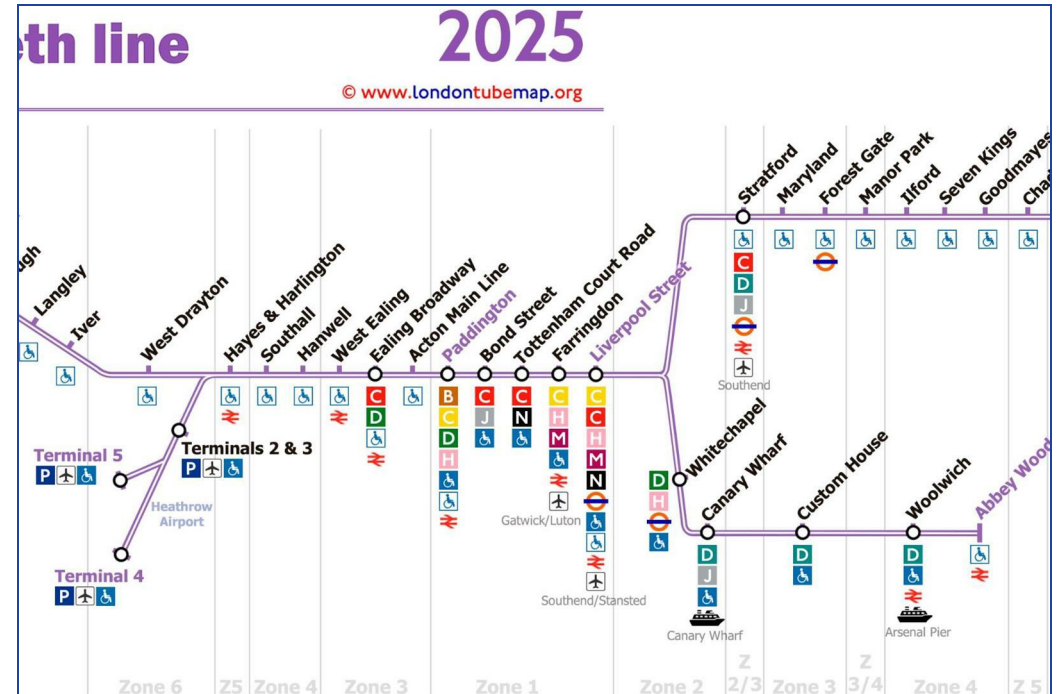 eth line
2025
© www.londontubemap.org
ugh
Langley
Iver
West Drayton
Hayes & Harlington
Southall
Hanwell
West Ealing
Ealing Broadway
Acton Main Line
Paddington
Bond Street
Tottenham Court Road
Farringdon
Liverpool Street
Stratford
Maryland
Forest Gate
Manor Park
Ilford
Seven Kings
Goodmayes
Chad
C
D
B
C
D
H
C
J
C
N
C
H
M
Gatwick/Luton
C
C
H
M
N
Southend/Stansted
C
D
J
Southend
Terminals 2 & 3
P
Terminal 5
P
Heathrow
Airport
Terminal 4
P
Whitechapel
D
H
Canary Wharf
D
J
Canary Wharf
Custom House
D
Woolwich
D
Arsenal Pier
Abbey Wood
Zone 6
Z5
Zone 4
Zone 3
Zone 1
Zone 2
Z
2/3
Zone 3
Z
3/4
Zone 4
Z 5